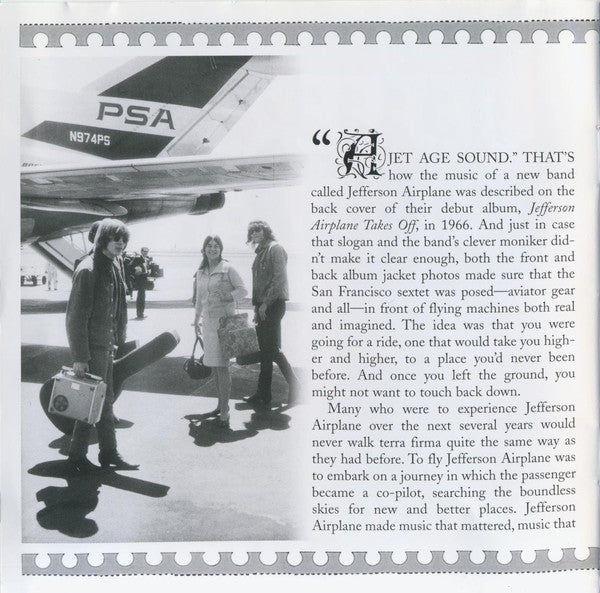 PSA
N974PS
“A JET AGE SOUND.” THAT’S
how the music of a new band
called Jefferson Airplane was described on the
back cover of their debut album, Jefferson
Airplane Takes Off, in 1966. And just in case
that slogan and the band’s clever moniker did-
n’t make it clear enough, both the front and
back album jacket photos made sure that the
San Francisco sextet was posed—aviator gear
and all—in front of flying machines both real
and imagined. The idea was that you were
going for a ride, one that would take you high-
er and higher, to a place you’d never been
before. And once you left the ground, you
might not want to touch back down.
Many who were to experience Jefferson
Airplane over the next several years would
never walk terra firma quite the same way as
they had before. To fly Jefferson Airplane was
to embark on a journey in which the passenger
became a co-pilot, searching the boundless
skies for new and better places. Jefferson
Airplane made music that mattered, music that